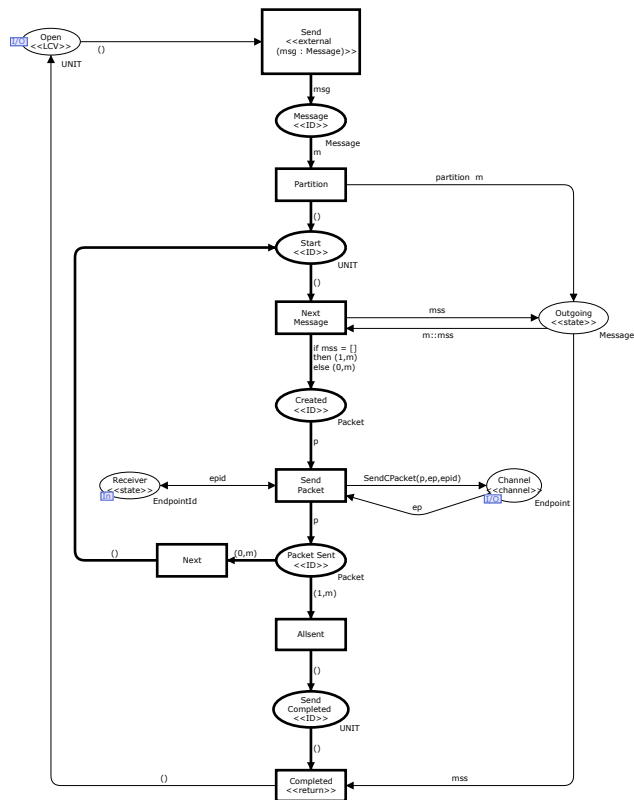 Open
<<LCV>>
I/O
UNIT
()
Send
<<external
(msg : Message)>>
msg
Message
<<ID>>
Message
m
Partition
partition m
()
Start
<<ID>>
UNIT
()
Next
Message
mss
m::mss
Outgoing
<<state>>
Message
if mss = []
then (1,m)
else (0,m)
Created
<<ID>>
Packet
p
Receiver
<<state>>
In
EndpointId
epid
Send
Packet
SendCPacket(p,ep,epid)
ep
Channel
<<channel>>
I/O
Endpoint
p
()
Next
(0,m)
Packet Sent
<<ID>>
Packet
(1,m)
Allsent
()
Send
Completed
<<ID>>
UNIT
()
()
Completed
<<return>>
mss